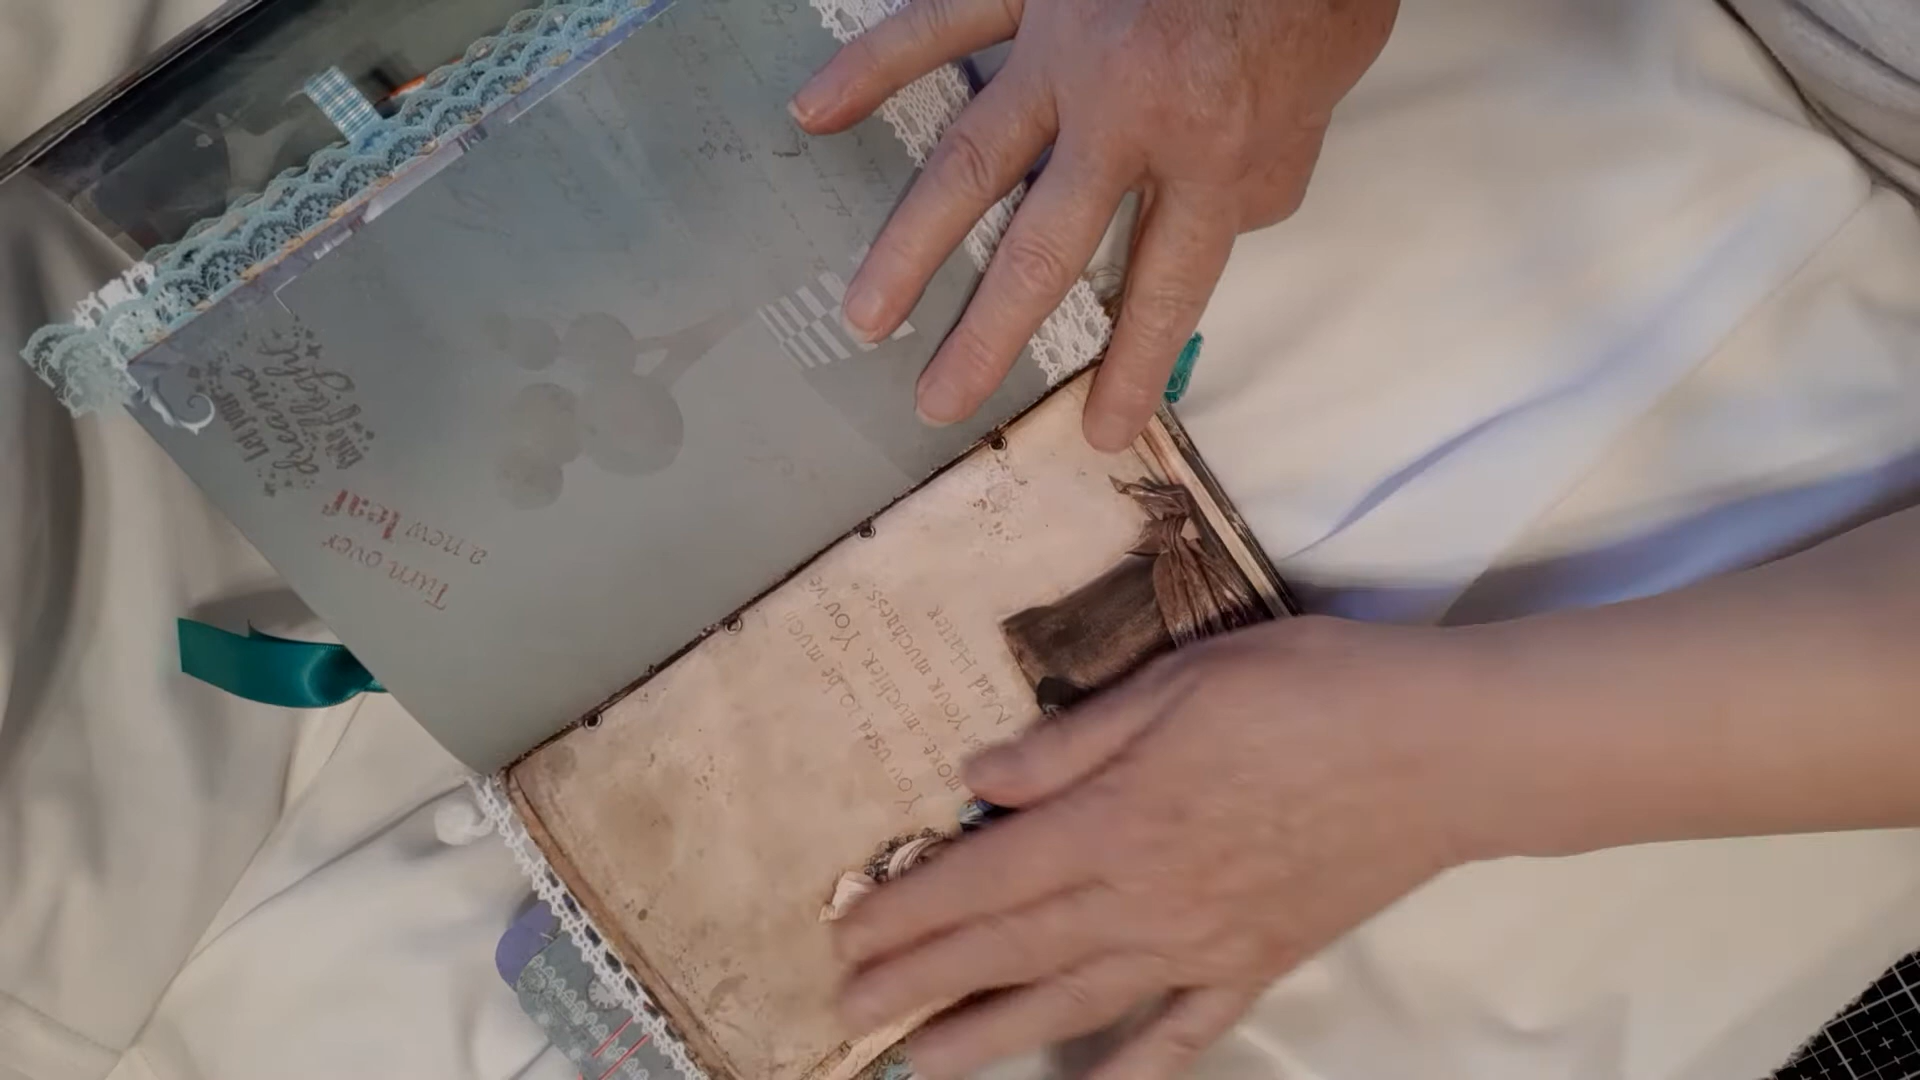 let your
dreams
take flight
Turn over
a new leaf
You used to be much
more...muchier. You've
st your muchness."
Mad Hatter